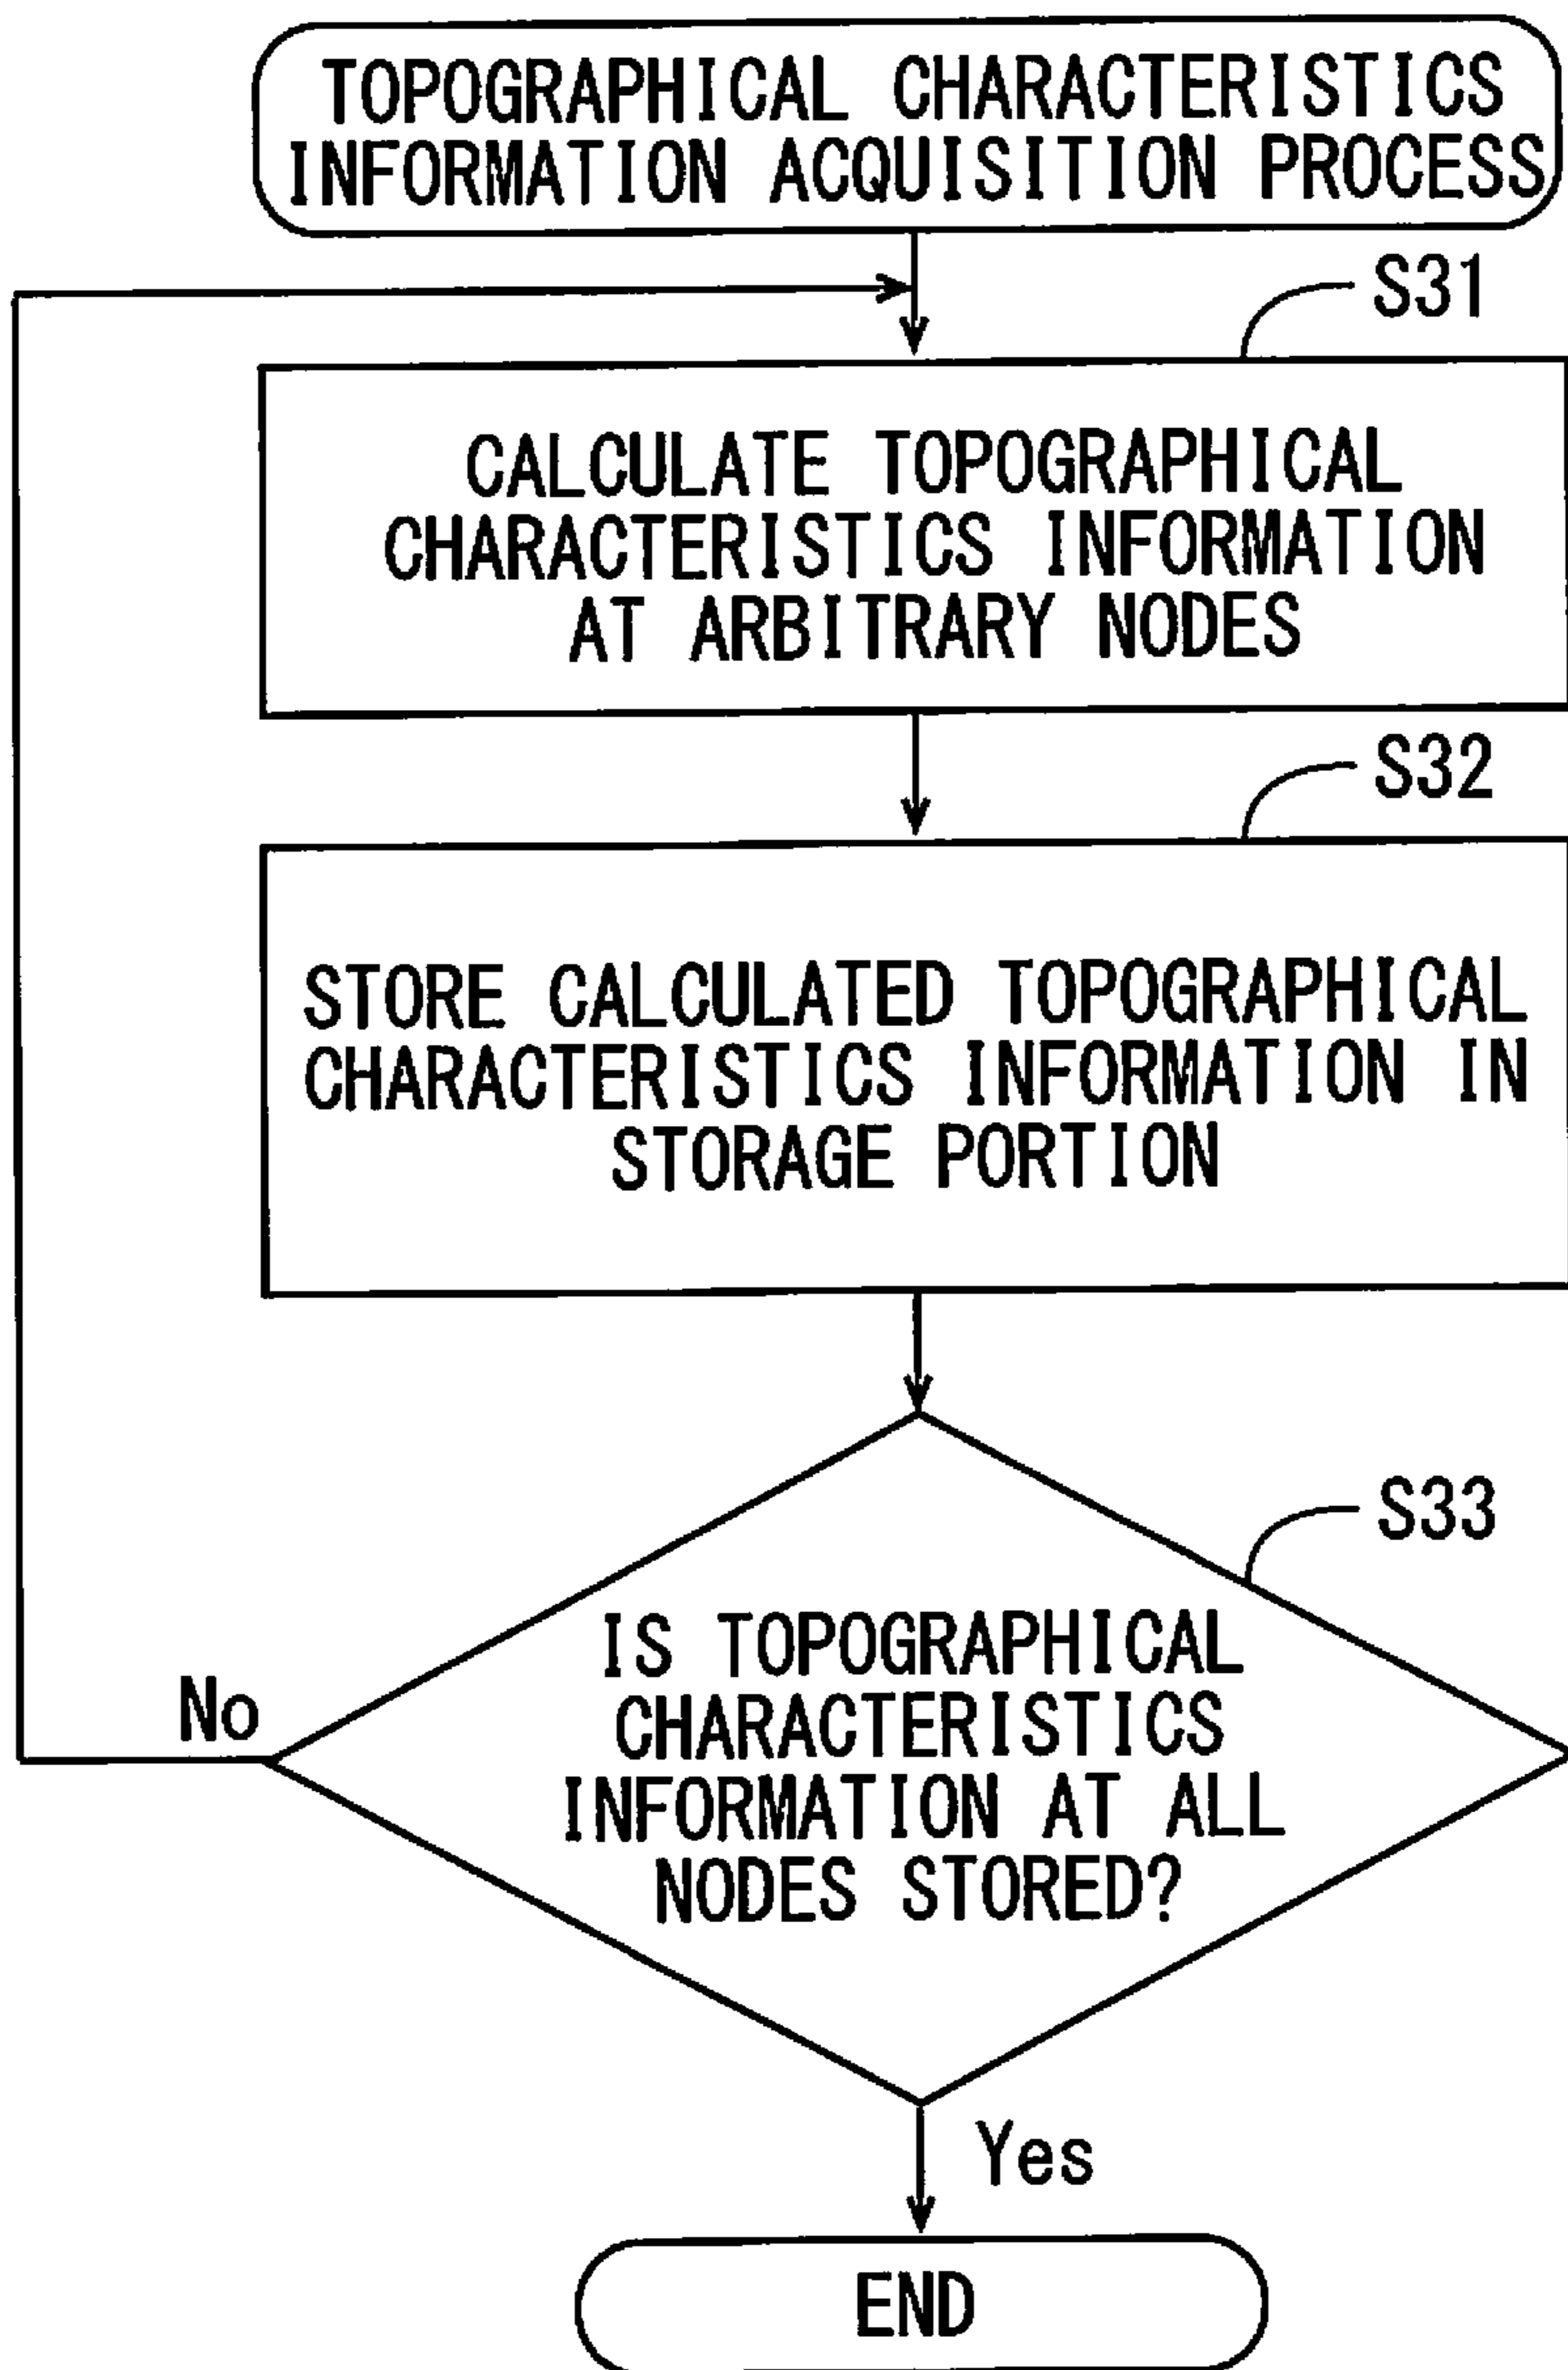 TOPOGRAPHICAL CHARACTERISTICS
INFORMATION ACQUISITION PROCESS
S31
CALCULATE TOPOGRAPHICAL
CHARACTERISTICS INFORMATION
AT ARBITRARY NODES
S32
STORE CALCULATED TOPOGRAPHICAL
CHARACTERISTICS INFORMATION IN
STORAGE PORTION
S33
IS TOPOGRAPHICAL
CHARACTERISTICS
INFORMATION AT ALL
NODES STORED?
No
Yes
END